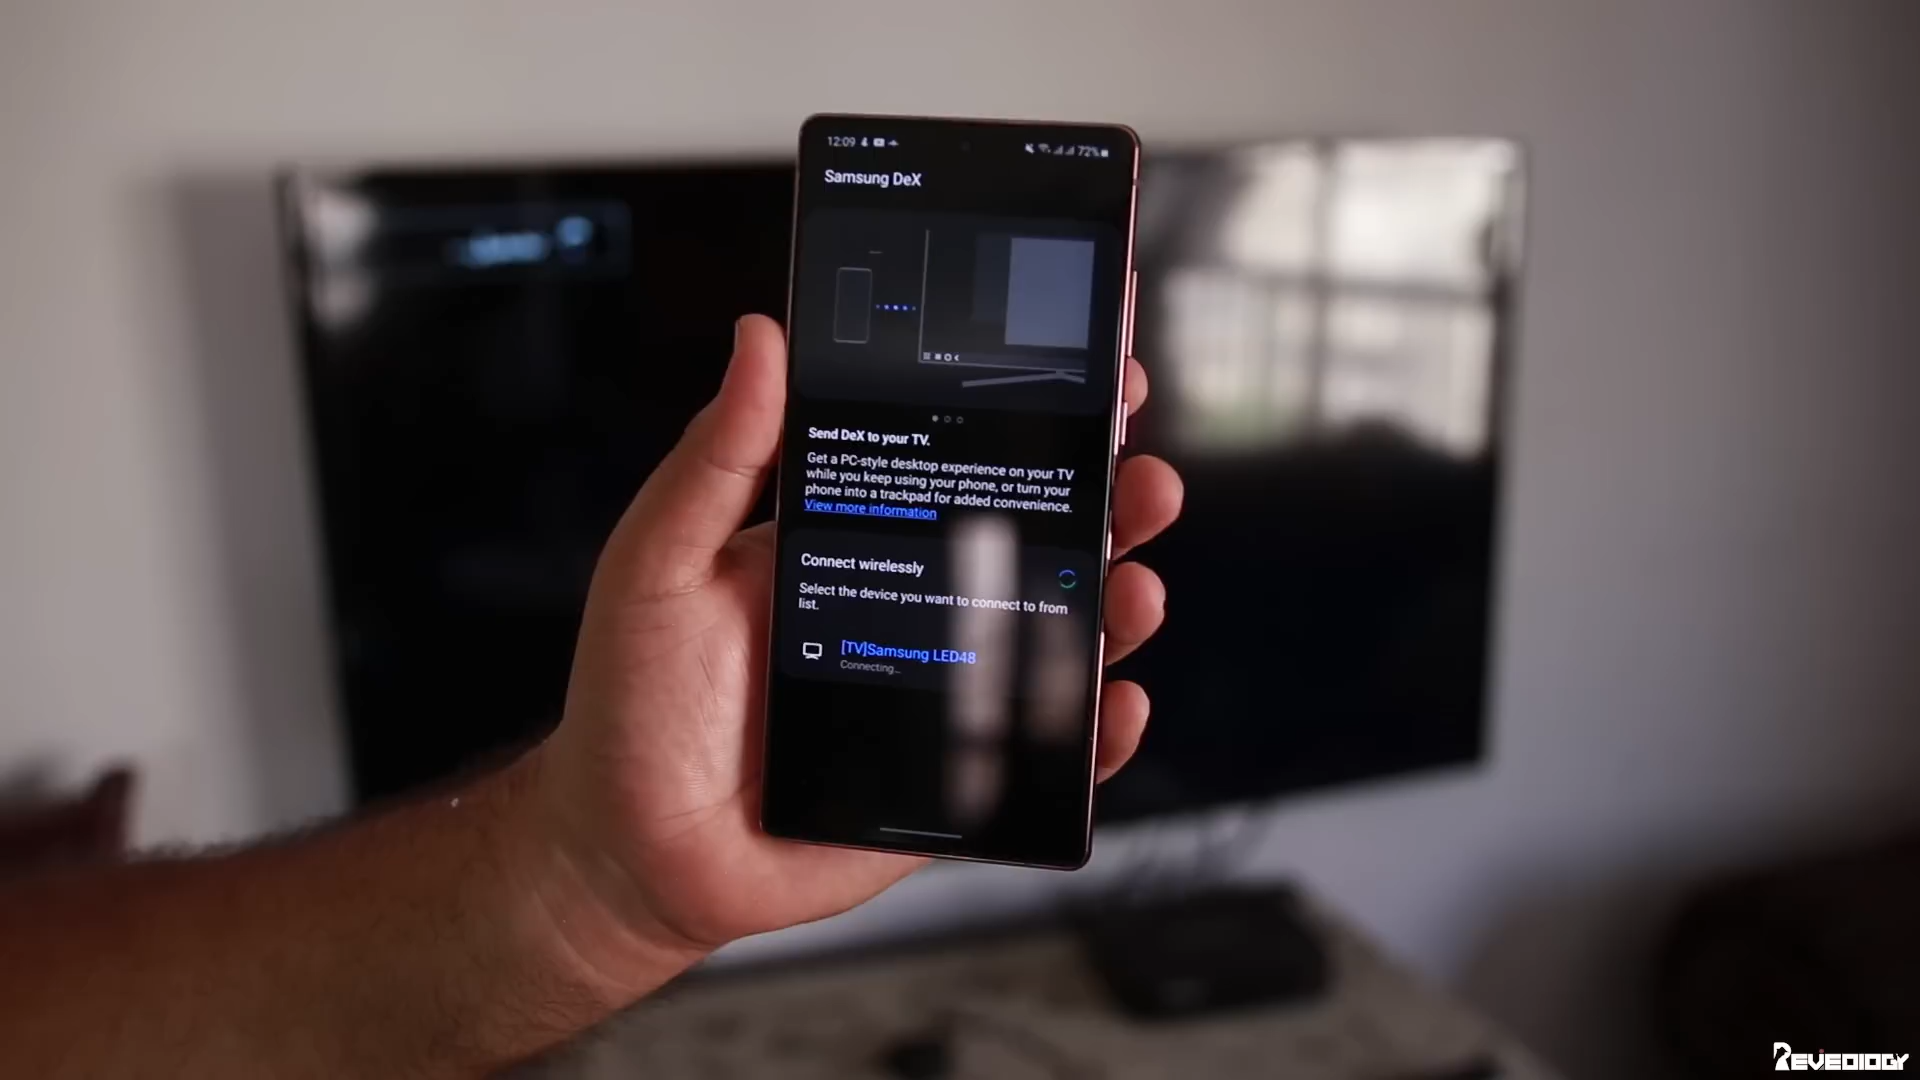 12:09
72%
Samsung DeX
Send DeX to your TV.
Get a PC-style desktop experience on your TV
while you keep using your phone, or turn your
phone into a trackpad for added convenience.
View more information
Connect wirelessly
Select the device you want to connect to from
list.
[TV]Samsung LED48
Connecting...
REVEOLOGY